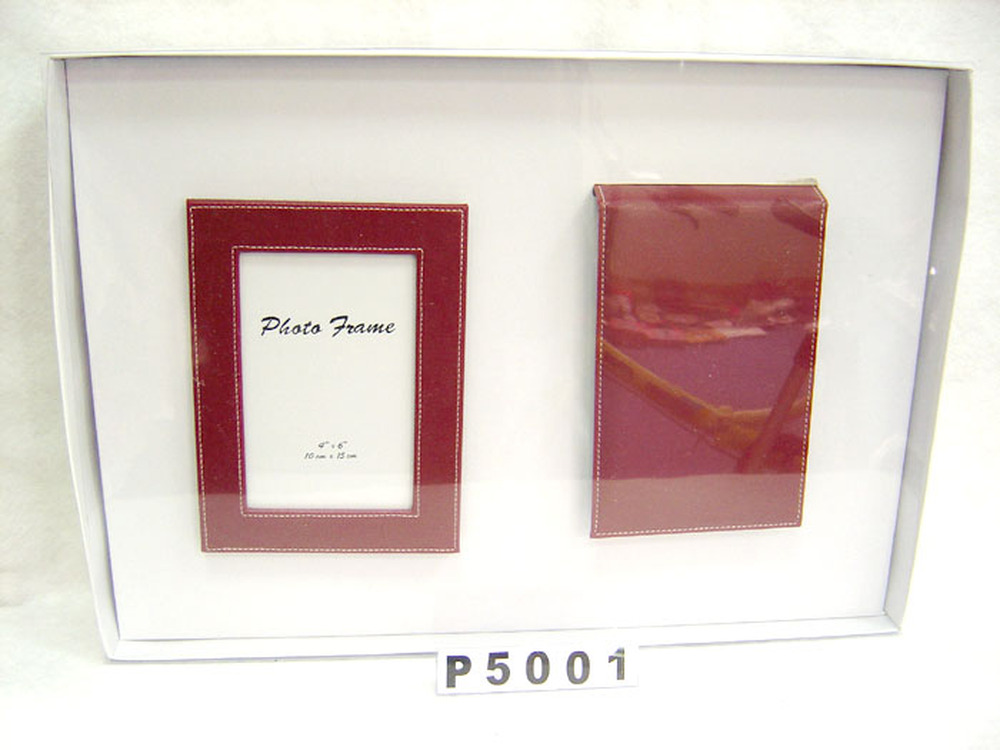 Photo Frame
4" x 6"
10 cm x 15 cm
P5001